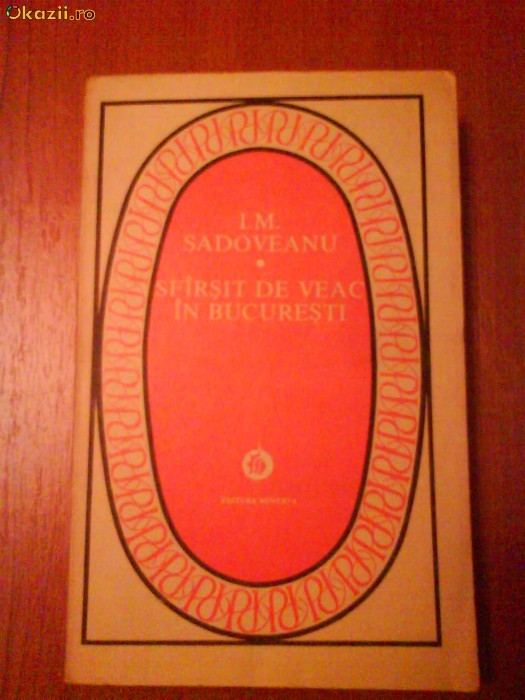 Okazii.ro
I.M.
SADOVEANU
SFÎRȘIT DE VEAC
ÎN BUCUREȘTI
EDITURA MINERVA